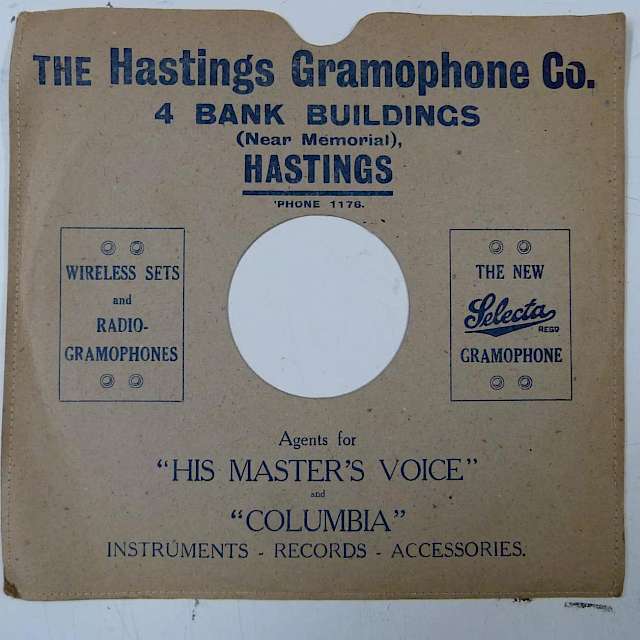 THE Hastings Gramophone Co.
4 BANK BUILDINGS
(Near Memorial),
HASTINGS
'PHONE 1176.
WIRELESS SETS
and
RADIO-
GRAMOPHONES
THE NEW
Selecta
REGD
GRAMOPHONE
Agents for
"HIS MASTER'S VOICE"
and
"COLUMBIA"
INSTRUMENTS - RECORDS - ACCESSORIES.